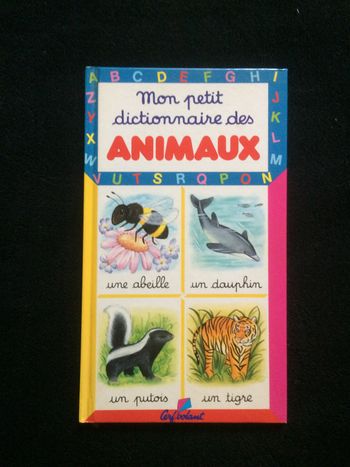 A B C D E F G H I
Mon petit
dictionnaire des
ANIMAUX
J
K
L
M
Z
Y
X
W
V U T S R Q P O N
une abeille
un dauphin
un putois
un tigre
Cerf volant